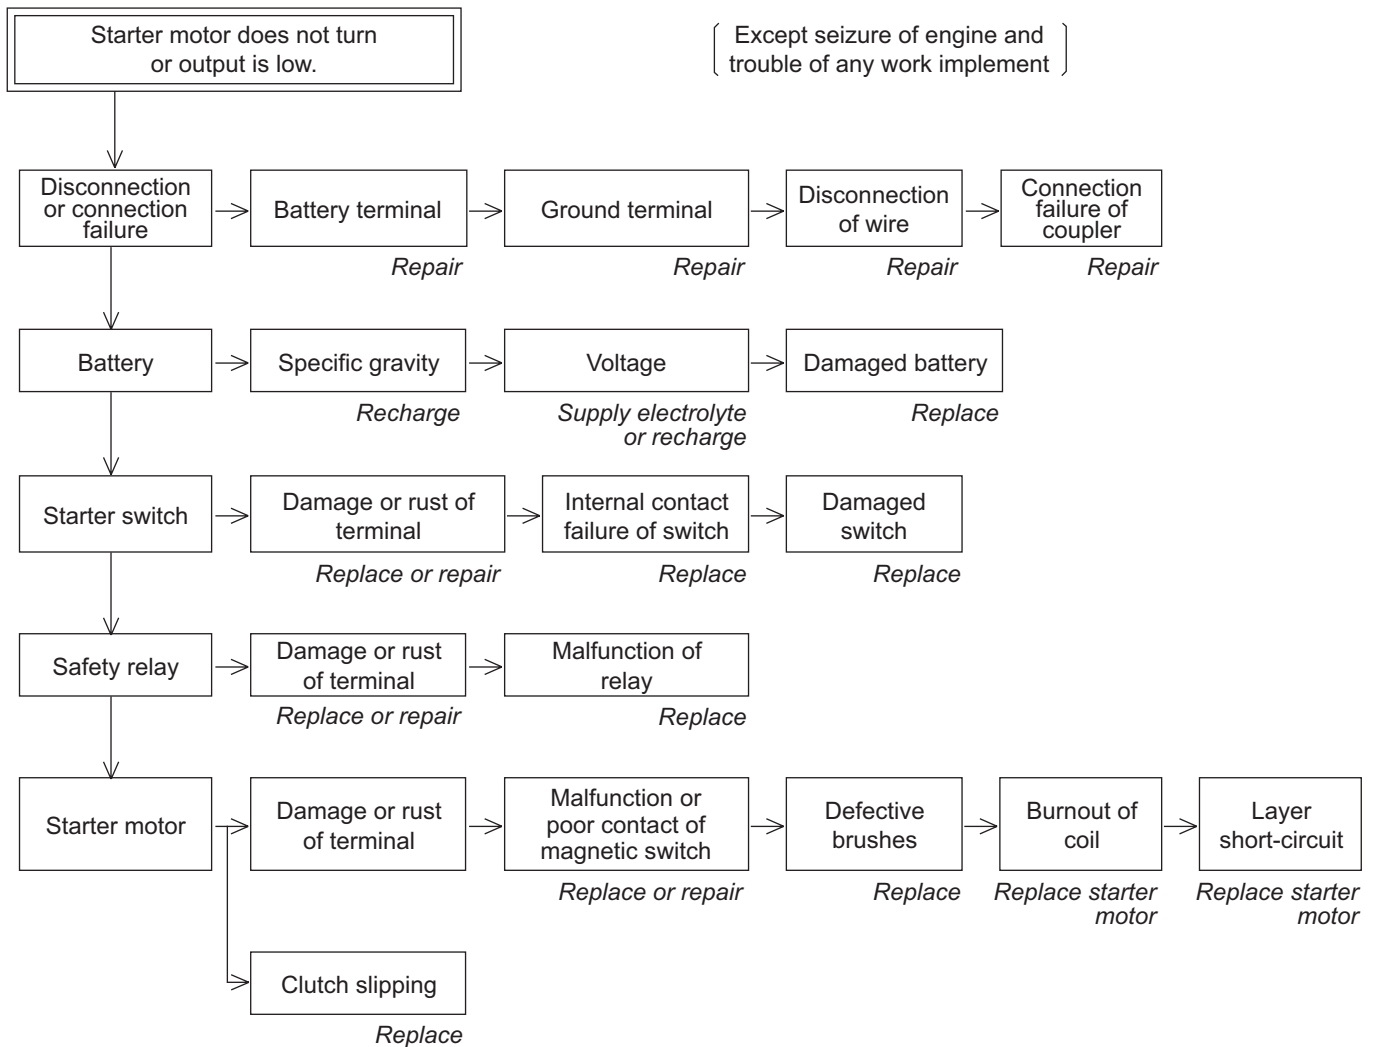 Starter motor does not turn
or output is low.
Except seizure of engine and
trouble of any work implement
Disconnection
or connection
failure
Battery terminal
Repair
Ground terminal
Repair
Disconnection
of wire
Repair
Connection
failure of
coupler
Repair
Battery
Specific gravity
Recharge
Voltage
Supply electrolyte
or recharge
Damaged battery
Replace
Starter switch
Damage or rust of
terminal
Replace or repair
Internal contact
failure of switch
Replace
Damaged
switch
Replace
Safety relay
Damage or rust
of terminal
Replace or repair
Malfunction of
relay
Replace
Starter motor
Damage or rust
of terminal
Malfunction or
poor contact of
magnetic switch
Replace or repair
Defective
brushes
Replace
Burnout of
coil
Replace starter
motor
Layer
short-circuit
Replace starter
motor
Clutch slipping
Replace